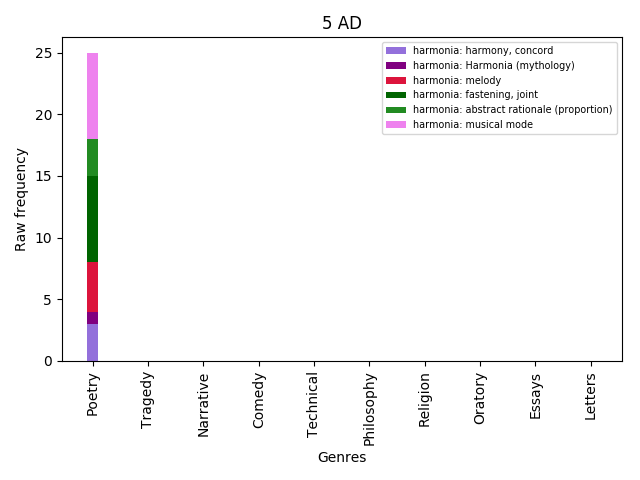 5 AD
harmonia: harmony, concord
harmonia: Harmonia (mythology)
harmonia: melody
harmonia: fastening, joint
harmonia: abstract rationale (proportion)
harmonia: musical mode
Raw frequency
25
20
15
10
5
0
Poetry
Tragedy
Narrative
Comedy
Technical
Philosophy
Religion
Oratory
Essays
Letters
Genres